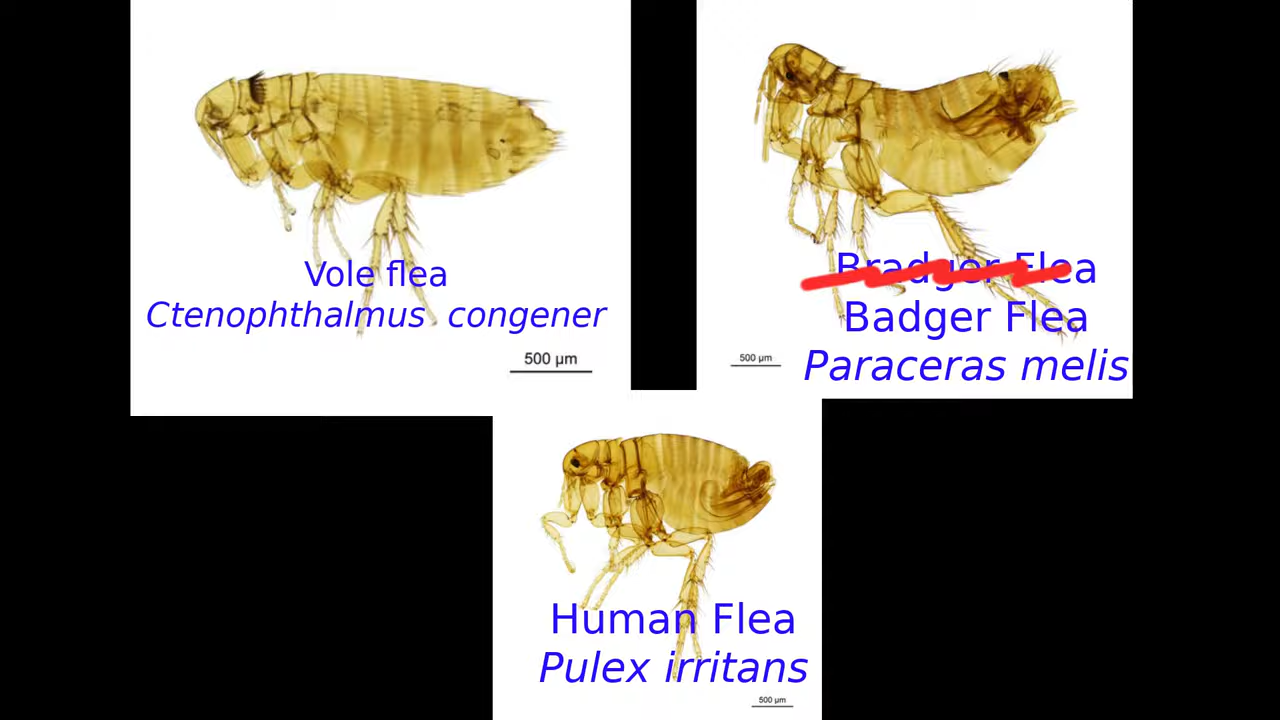 Vole flea
Ctenophthalmus congener
500 µm
Bradger Flea
Badger Flea
Paraceras melis
500 µm
Human Flea
Pulex irritans
500 µm